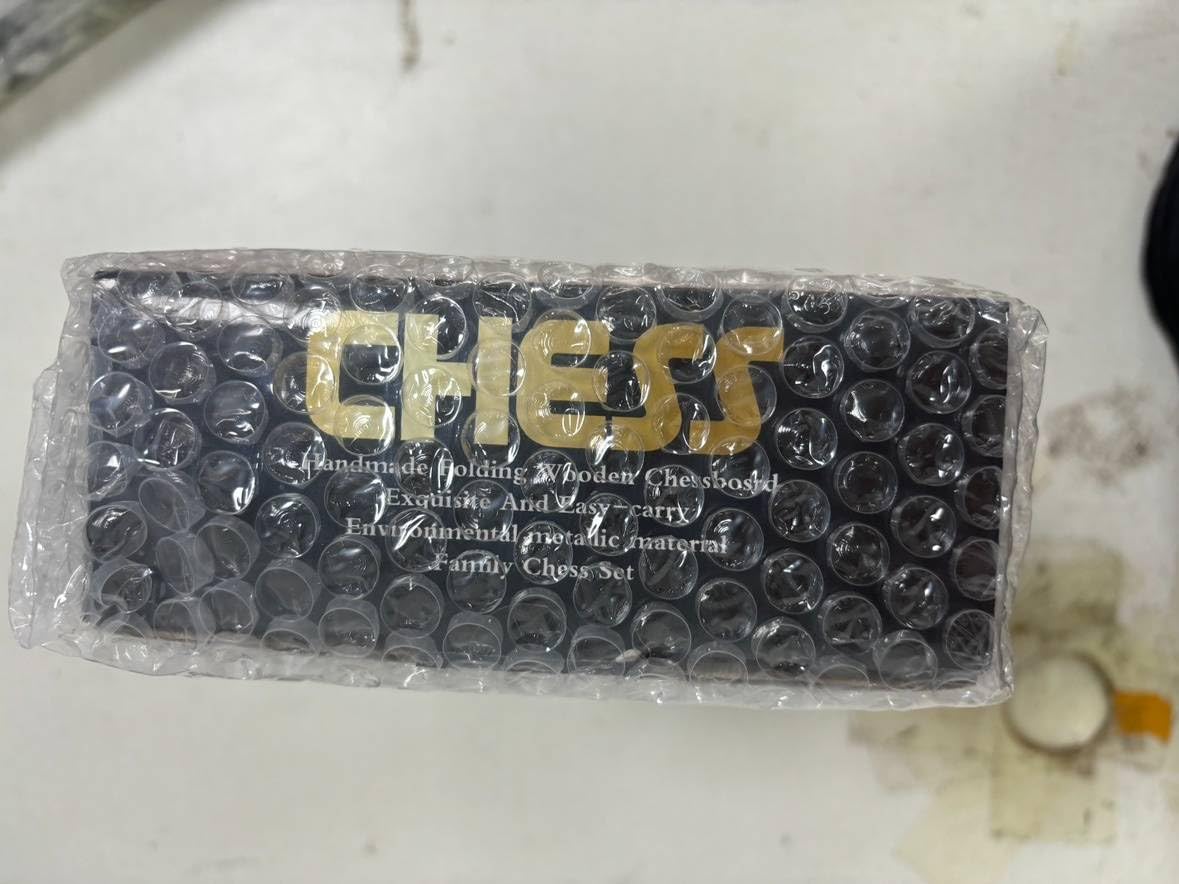 CHESS
Handmade Folding Wooden Chessboard
Exquisite And Easy-carry
Environmental metallic material
Family Chess Set